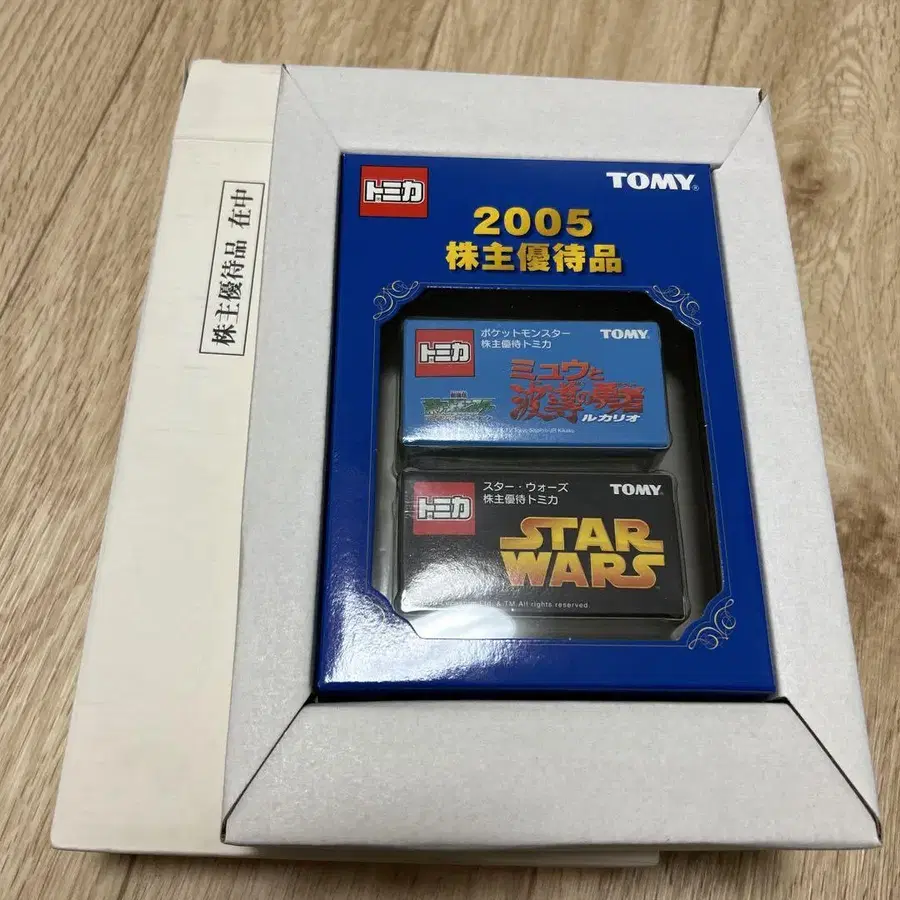 株主優待品 在中
トミカ
TOMY®
2005
株主優待品
トミカ
ポケットモンスター
株主優待トミカ
TOMY
ミュウと
波導の勇者
ルカリオ
トミカ
スター・ウォーズ
株主優待トミカ
TOMY
STAR
WARS
& TM. All rights reserved.